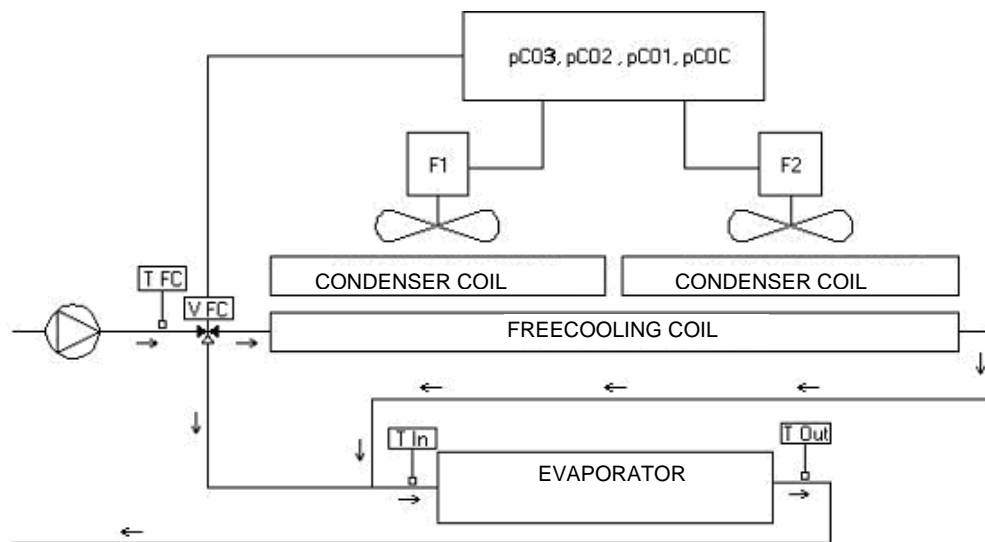 pCO3, pCO2 , pCO1, pCOC
F1
F2
CONDENSER COIL
CONDENSER COIL
T FC
V FC
FREECOOLING COIL
T In
T Out
EVAPORATOR